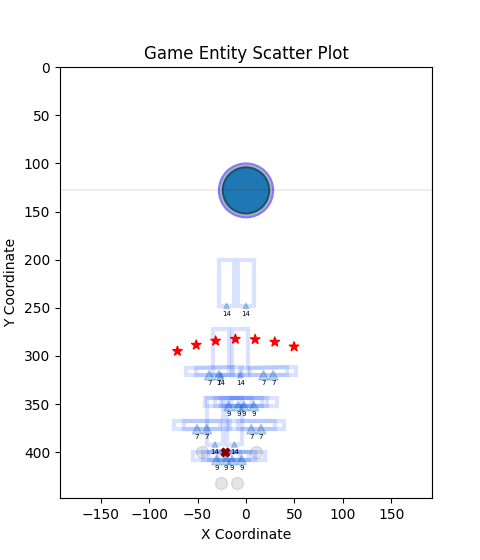 Game Entity Scatter Plot
0
50
100
150
200
250
14 14
300
7 14 14 7 7
350
9 9 9 9
7 7 7 7
400
14 14
9 9 9 9
Y Coordinate
−150 −100 −50 0 50 100 150
X Coordinate